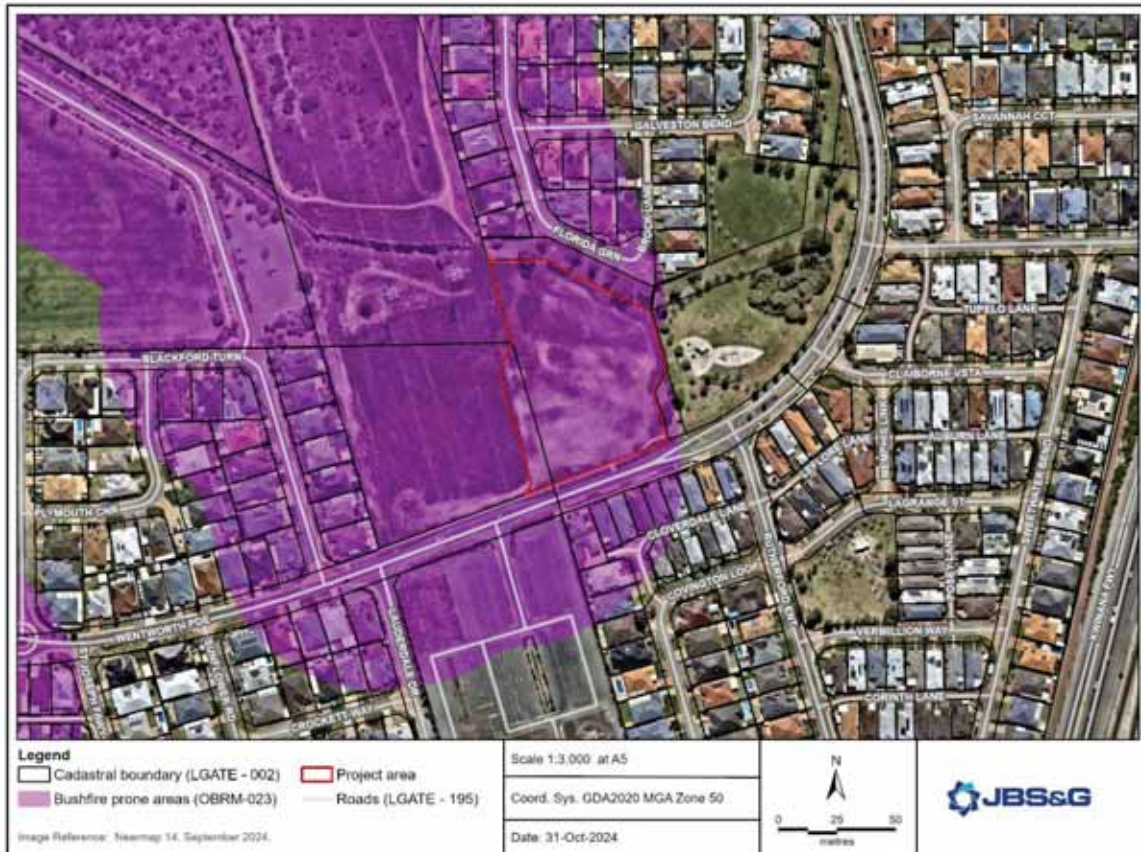 SAVANNAH CCT
GALVESTON BEND
FLORIDA GRN
TUPELO LANE
BLACKFORD TURN
CLAIBORNE VSTA
AUBURN LANE
LAGRANGE ST
PLYMOUTH CNR
CLOVERDALE LANE
COVINGTON LOOP
WENTWORTH PDE
VERMILLION WAY
CORINTH LANE
KWINANA FWY
Legend
Cadastral boundary (LGATE - 002)
Project area
Bushfire prone areas (OBRM-023)
Roads (LGATE - 195)
Image Reference: Nearmap 14. September 2024.
Scale 1:3,000 at A5
Coord. Sys. GDA2020 MGA Zone 50
Date: 31-Oct-2024
N
0 25 50
metres
JBS&G